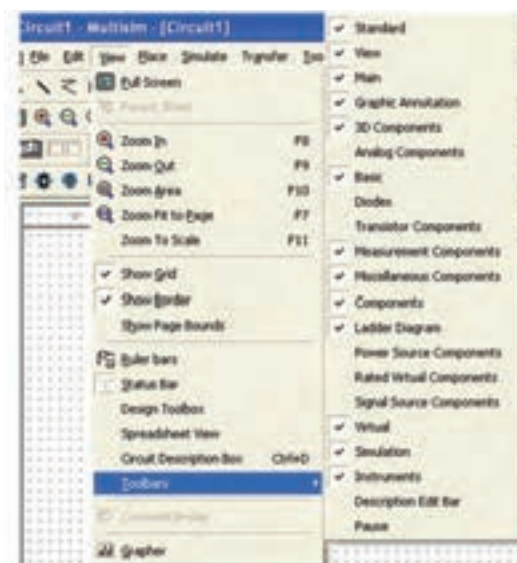 Circuit1 - Multisim - [Circuit1]
File Edit View Place Simulate Transfer
Full Screen
Parent Sheet
Zoom In F8
Zoom Out F9
Zoom Area F10
Zoom Fit to Page F7
Zoom To Scale F11
Show Grid
Show Border
Show Page Bounds
Ruler bars
Status Bar
Design Toolbox
Spreadsheet View
Circuit Description Box Ctrl+D
Toolbars
Grapher
Standard
View
Main
Graphic Annotation
3D Components
Analog Components
Basic
Diodes
Transistor Components
Measurement Components
Miscellaneous Components
Components
Ladder Diagram
Power Source Components
Rated Virtual Components
Signal Source Components
Virtual
Simulation
Instruments
Description Edit Bar
Pause